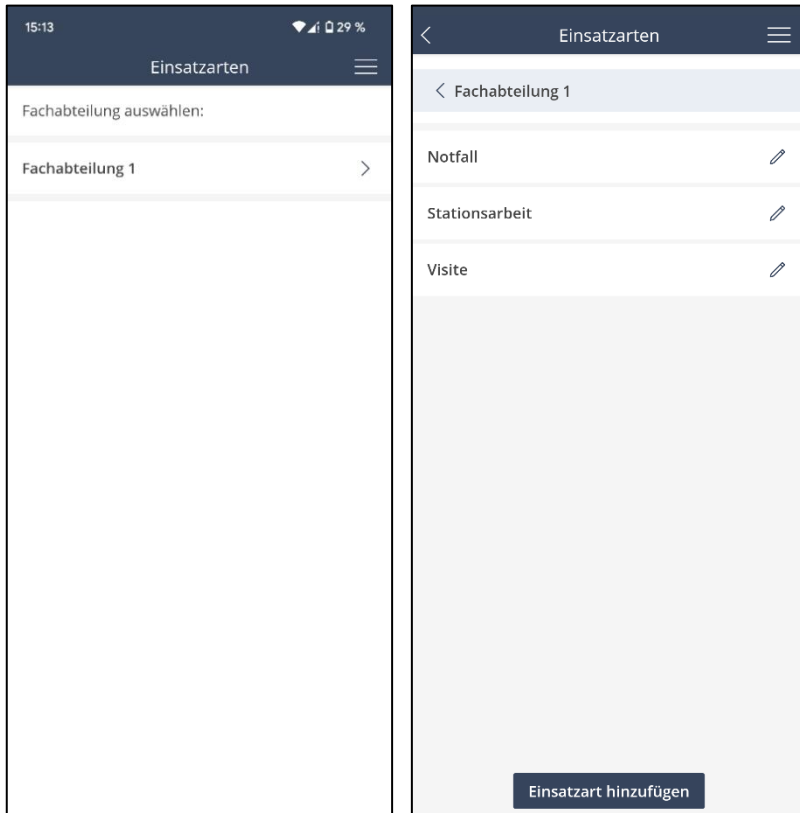 15:13
29 %
Einsatzarten
Fachabteilung auswählen:
Fachabteilung 1
Einsatzarten
Fachabteilung 1
Notfall
Stationsarbeit
Visite
Einsatzart hinzufügen